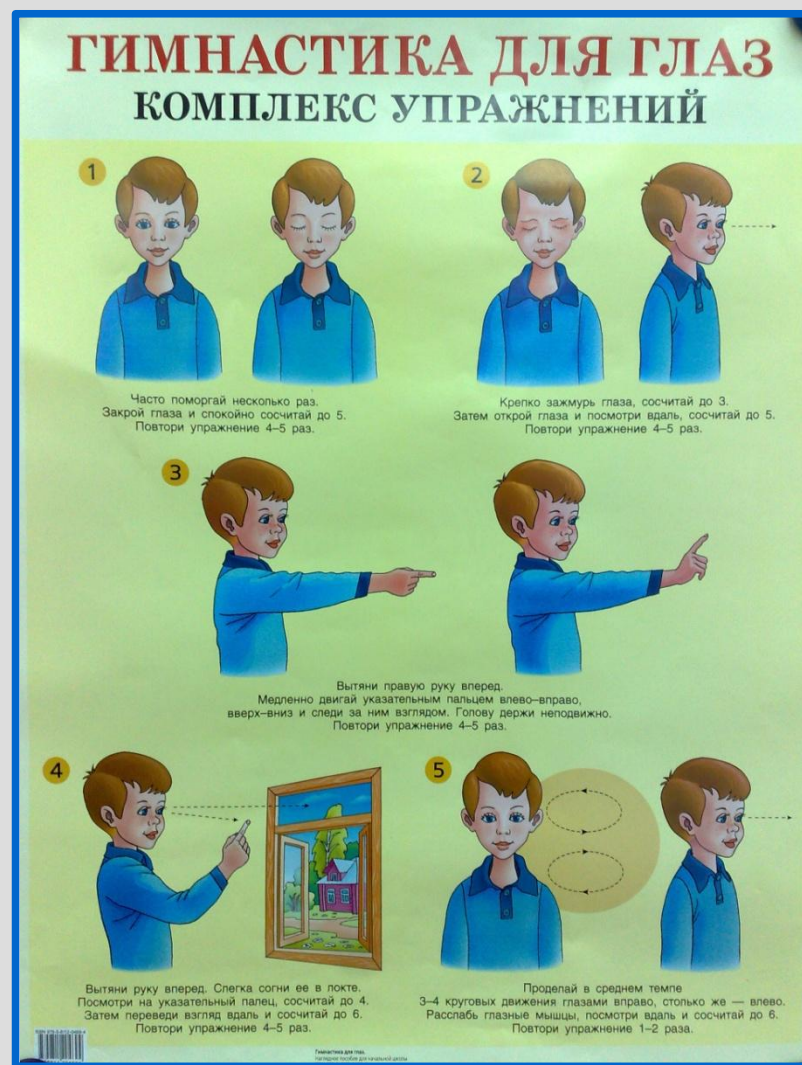 ГИМНАСТИКА ДЛЯ ГЛАЗ
КОМПЛЕКС УПРАЖНЕНИЙ
1
Часто поморгай несколько раз.
Закрой глаза и спокойно сосчитай до 5.
Повтори упражнение 4–5 раз.
2
Крепко зажмурь глаза, сосчитай до 3.
Затем открой глаза и посмотри вдаль, сосчитай до 5.
Повтори упражнение 4–5 раз.
3
Вытяни правую руку вперед.
Медленно двигай указательным пальцем влево–вправо,
вверх–вниз и следи за ним взглядом. Голову держи неподвижно.
Повтори упражнение 4–5 раз.
4
Вытяни руку вперед. Слегка согни ее в локте.
Посмотри на указательный палец, сосчитай до 4.
Затем переведи взгляд вдаль и сосчитай до 6.
Повтори упражнение 4–5 раз.
5
Проделай в среднем темпе
3–4 круговых движения глазами вправо, столько же — влево.
Расслабь глазные мышцы, посмотри вдаль и сосчитай до 6.
Повтори упражнение 1–2 раза.
Гимнастика для глаз.
Наглядное пособие для начальной школы